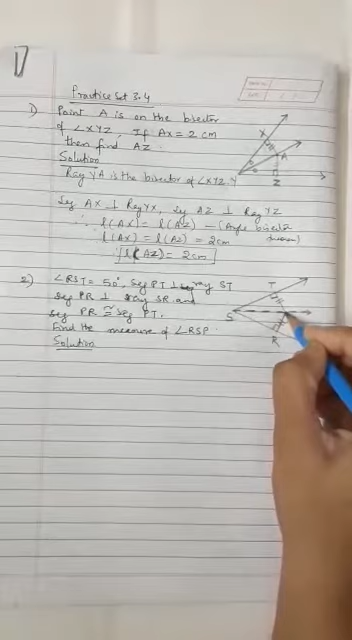 Practice Set 3.4
1) Point A is on the bisector
of ∠XYZ. If AX = 2 cm
then find AZ.
Solution
Ray YA is the bisector of ∠XYZ.
X
A
Y
Z
Seg AX ⊥ Ray YX, Seg AZ ⊥ Ray YZ
∴ l(AX) = l(AZ) - (Angle bisector
theorem)
l(AX) = l(AZ) = 2cm
l(AZ) = 2cm
2) ∠RST = 50°, Seg PT ⊥ ray ST
seg PR ⊥ ray SR and
seg PR ≅ Seg PT.
Find the measure of ∠RSP.
Solution
T
S
R